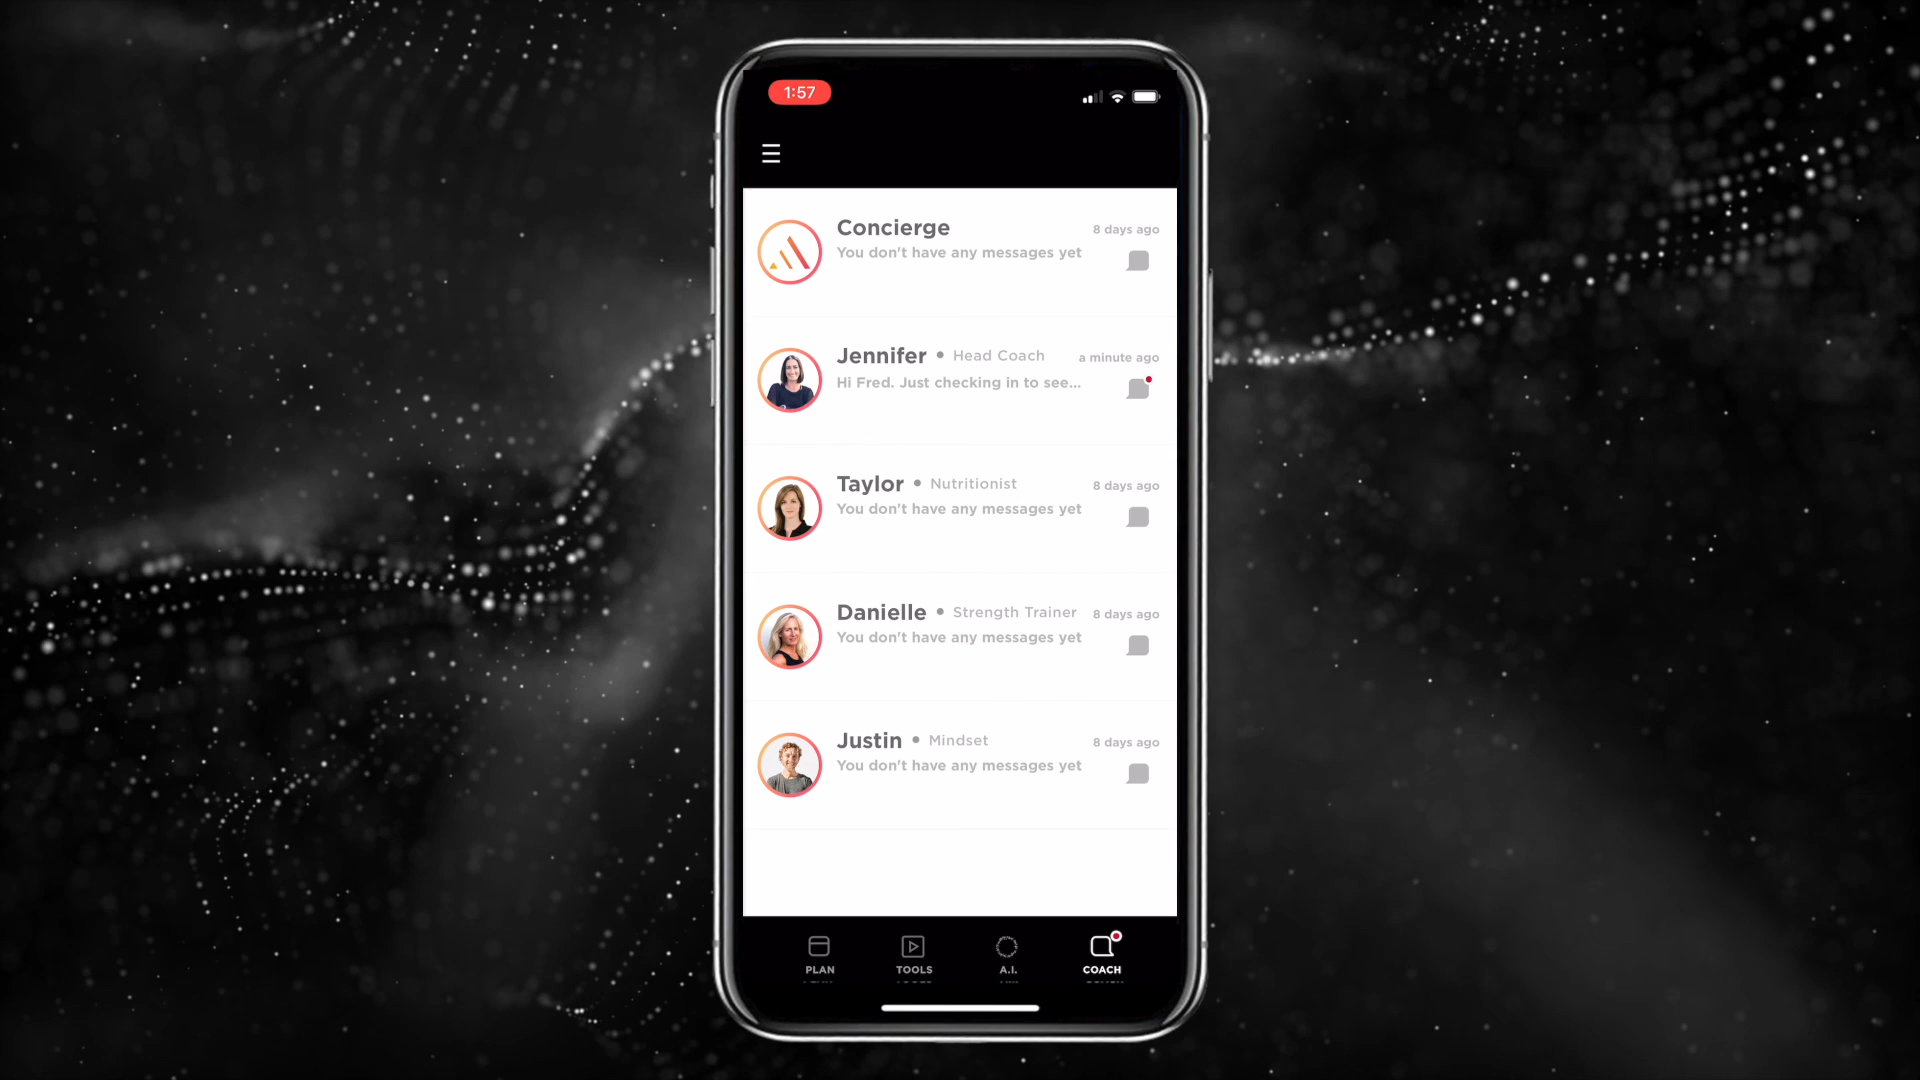 1:57
Concierge
8 days ago
You don't have any messages yet
Jennifer • Head Coach
a minute ago
Hi Fred. Just checking in to see...
Taylor • Nutritionist
8 days ago
You don't have any messages yet
Danielle • Strength Trainer
8 days ago
You don't have any messages yet
Justin • Mindset
8 days ago
You don't have any messages yet
PLAN
TOOLS
A.I.
COACH